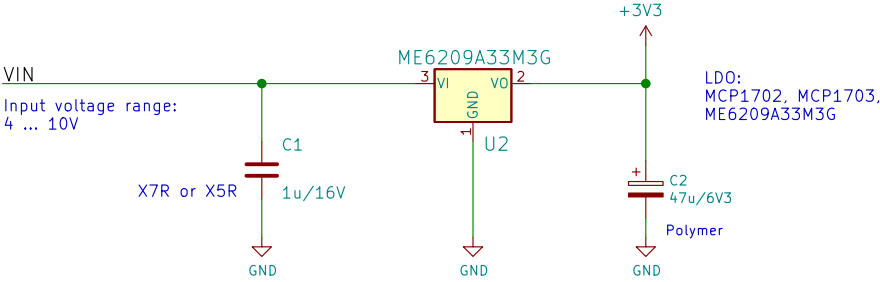 +3V3
ME6209A33M3G
VIN
3
VI
VO
2
GND
1
U2
Input voltage range:
4 ... 10V
LDO:
MCP1702, MCP1703,
ME6209A33M3G
C1
1u/16V
X7R or X5R
+
C2
47u/6V3
Polymer
GND
GND
GND